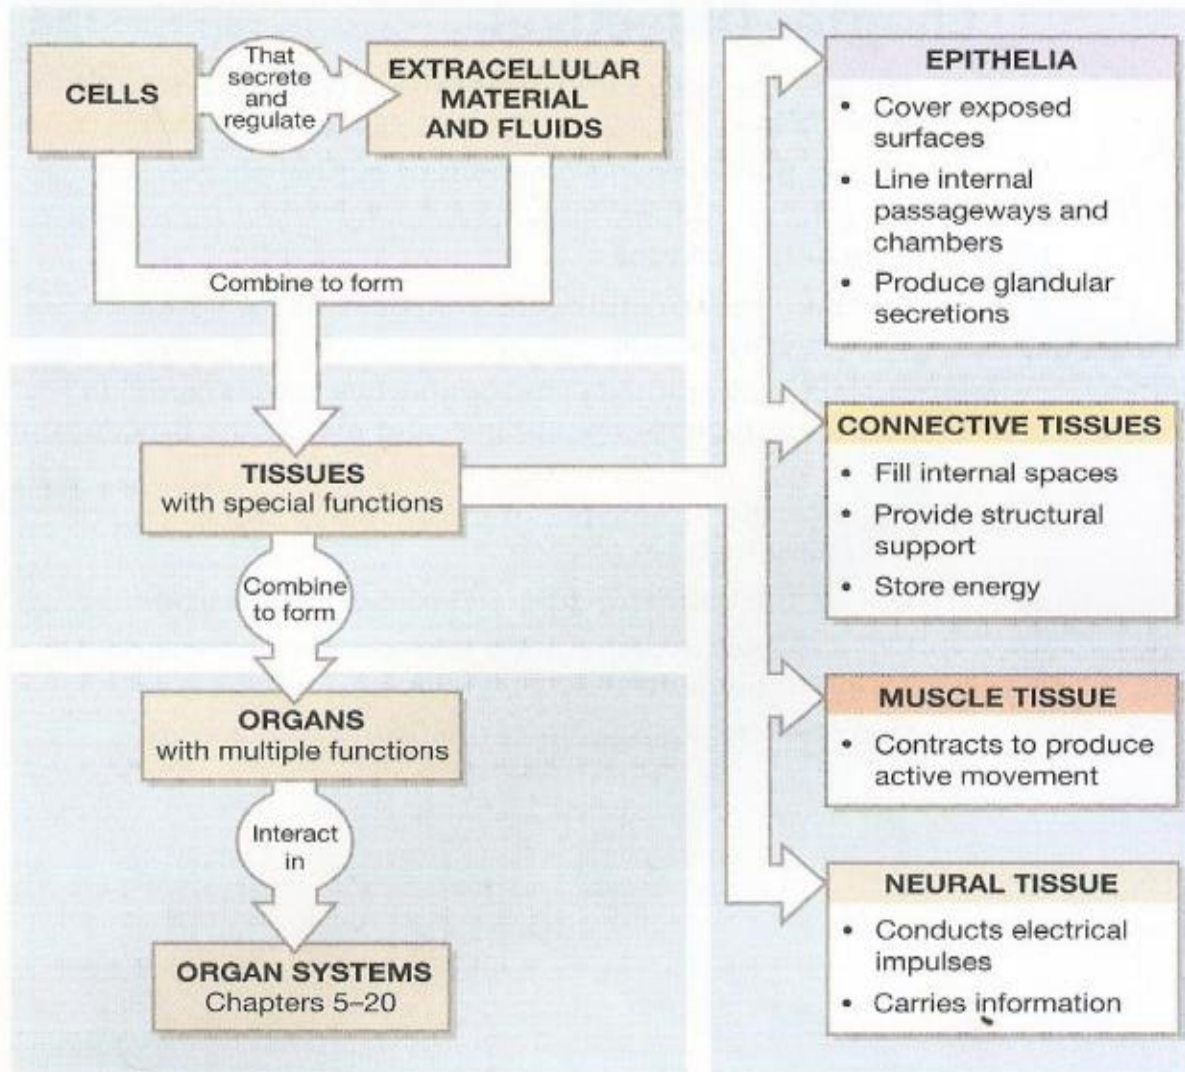 CELLS
That
secrete
and
regulate
EXTRACELLULAR
MATERIAL
AND FLUIDS
Combine to form
TISSUES
with special functions
Combine
to form
ORGANS
with multiple functions
Interact
in
ORGAN SYSTEMS
Chapters 5–20
EPITHELIA
• Cover exposed
surfaces
• Line internal
passageways and
chambers
• Produce glandular
secretions
CONNECTIVE TISSUES
• Fill internal spaces
• Provide structural
support
• Store energy
MUSCLE TISSUE
• Contracts to produce
active movement
NEURAL TISSUE
• Conducts electrical
impulses
• Carries information